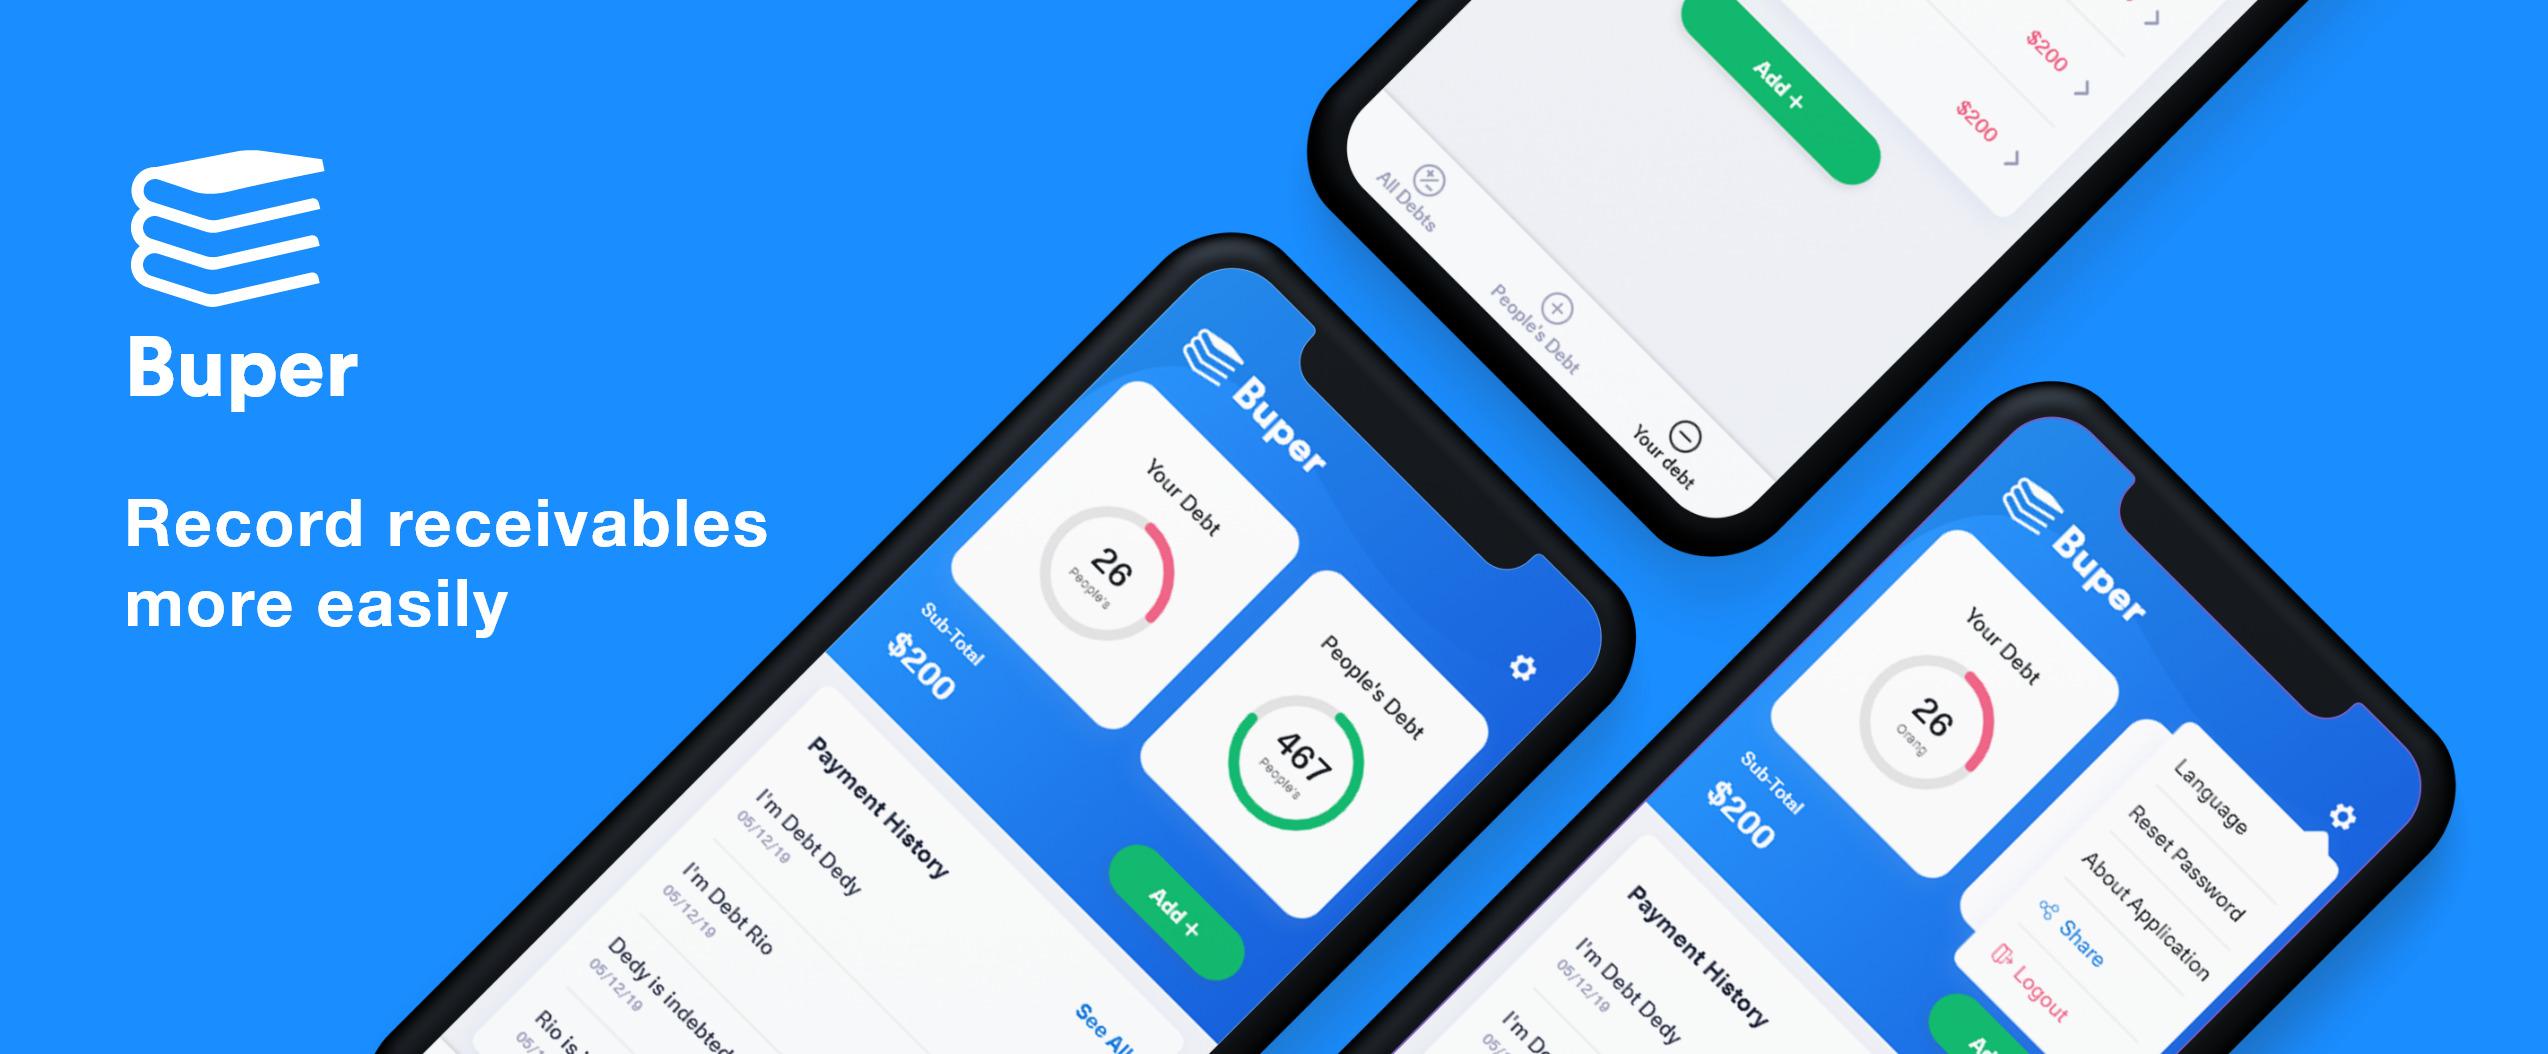 Buper
Record receivables
more easily
$200
$200
Add +
All Debts
People's Debt
Your debt
Buper
Your Debt
26
People's
People's Debt
467
People's
Sub-Total
$200
Add +
Payment History
I'm Debt Dedy
05/12/19
I'm Debt Rio
05/12/19
Dedy is indebted
05/12/19
Rio is
See All
Buper
Your Debt
26
Orang
Sub-Total
$200
Language
Reset Password
About Application
Share
Logout
Payment History
I'm Debt Dedy
05/12/19
I'm